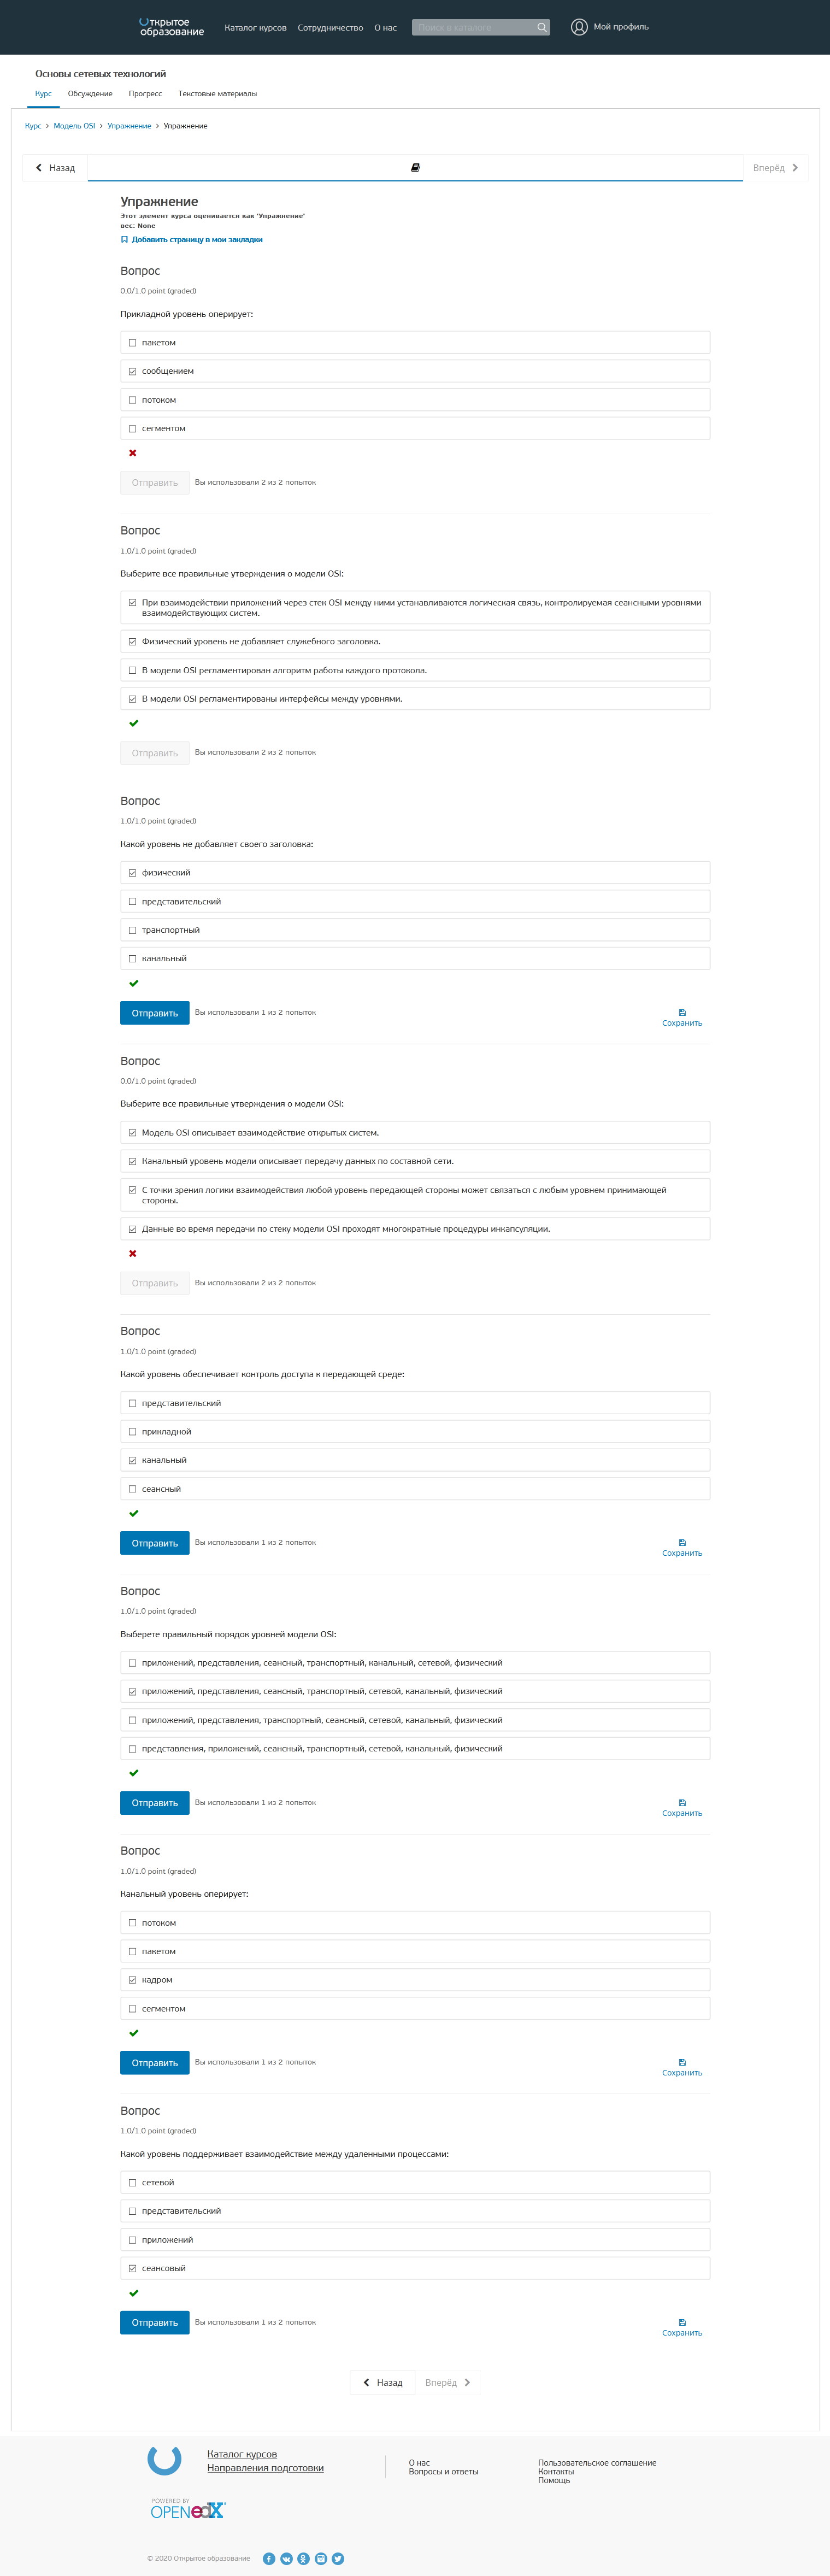 Открытое образование
Каталог курсов Сотрудничество О нас Поиск в каталоге Мой профиль
Основы сетевых технологий
Курс Обсуждение Прогресс Текстовые материалы
Курс > Модель OSI > Упражнение > Упражнение
Назад Вперёд
Упражнение
Этот элемент курса оценивается как 'Упражнение'
вес: None
Добавить страницу в мои закладки
Вопрос
0.0/1.0 point (graded)
Прикладной уровень оперирует:
пакетом
сообщением
потоком
сегментом
Отправить Вы использовали 2 из 2 попыток
Вопрос
1.0/1.0 point (graded)
Выберите все правильные утверждения о модели OSI:
При взаимодействии приложений через стек OSI между ними устанавливаются логическая связь, контролируемая сеансными уровнями
взаимодействующих систем.
Физический уровень не добавляет служебного заголовка.
В модели OSI регламентирован алгоритм работы каждого протокола.
В модели OSI регламентированы интерфейсы между уровнями.
Отправить Вы использовали 2 из 2 попыток
Вопрос
1.0/1.0 point (graded)
Какой уровень не добавляет своего заголовка:
физический
представительский
транспортный
канальный
Отправить Вы использовали 1 из 2 попыток
Сохранить
Вопрос
0.0/1.0 point (graded)
Выберите все правильные утверждения о модели OSI:
Модель OSI описывает взаимодействие открытых систем.
Канальный уровень модели описывает передачу данных по составной сети.
С точки зрения логики взаимодействия любой уровень передающей стороны может связаться с любым уровнем принимающей
стороны.
Данные во время передачи по стеку модели OSI проходят многократные процедуры инкапсуляции.
Отправить Вы использовали 2 из 2 попыток
Вопрос
1.0/1.0 point (graded)
Какой уровень обеспечивает контроль доступа к передающей среде:
представительский
прикладной
канальный
сеансный
Отправить Вы использовали 1 из 2 попыток
Сохранить
Вопрос
1.0/1.0 point (graded)
Выберете правильный порядок уровней модели OSI:
приложений, представления, сеансный, транспортный, канальный, сетевой, физический
приложений, представления, сеансный, транспортный, сетевой, канальный, физический
приложений, представления, транспортный, сеансный, сетевой, канальный, физический
представления, приложений, сеансный, транспортный, сетевой, канальный, физический
Отправить Вы использовали 1 из 2 попыток
Сохранить
Вопрос
1.0/1.0 point (graded)
Канальный уровень оперирует:
потоком
пакетом
кадром
сегментом
Отправить Вы использовали 1 из 2 попыток
Сохранить
Вопрос
1.0/1.0 point (graded)
Какой уровень поддерживает взаимодействие между удаленными процессами:
сетевой
представительский
приложений
сеансовый
Отправить Вы использовали 1 из 2 попыток
Сохранить
Назад Вперёд
Каталог курсов
Направления подготовки
О нас
Вопросы и ответы
Пользовательское соглашение
Контакты
Помощь
POWERED BY
OPEN edX
© 2020 Открытое образование